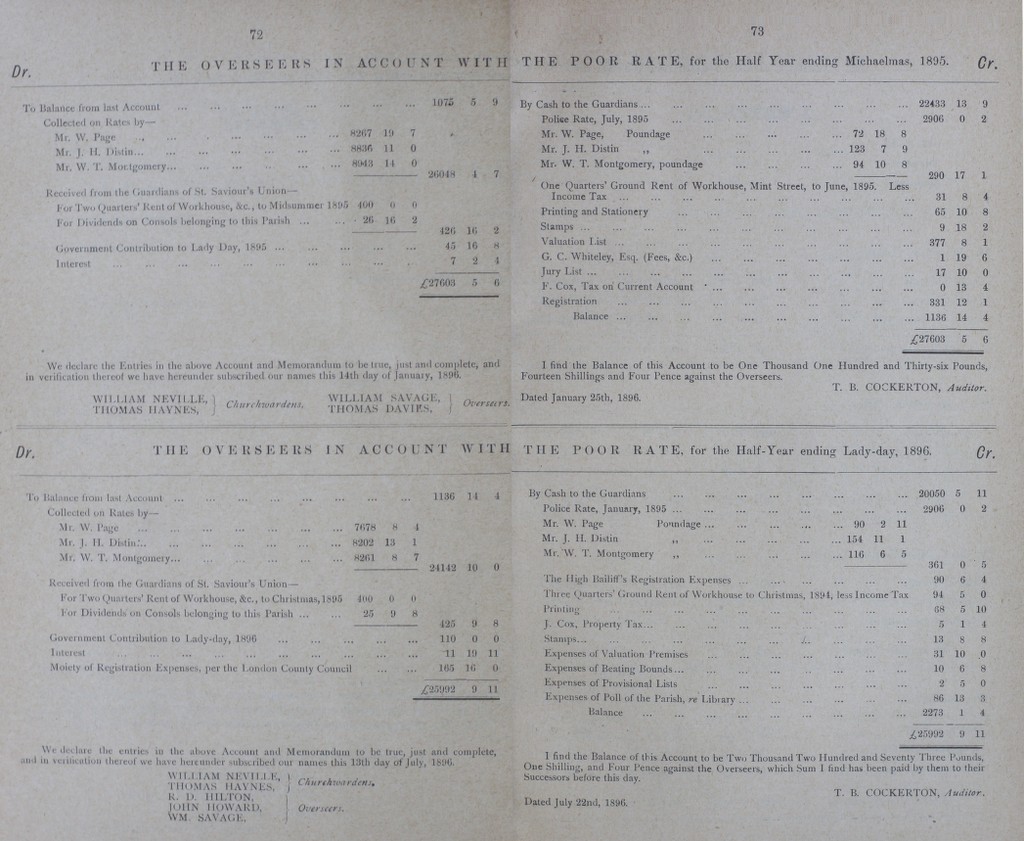 72
Dr. THE OVERSEERS IN ACCOUNT WITH
To Balance from last Account ... ... ... ... ... ... ... ... 1075 5 9
Collected on Rates by—
Mr. W. Page ... ... ... ... ... ... ... 8267 19 7
Mr. J. H. Distin... ... ... ... ... ... ... 8836 11 0
Mr. W. T. Montgomery... ... ... ... ... ... 8943 14 0
26048 4 7
Received from the Guardians of St. Saviour's Union—
For Two Quarters' Rent of Workhouse, &c., to Midsummer 1895 400 0 0
For Dividends on Consols belonging to this Parish ... ... 26 16 2
426 16 2
Government Contribution to Lady Day, 1895 ... ... ... ... ... 45 16 8
Interest ... ... ... ... ... ... ... ... ... 7 2 4
£27603 5 6
We declare the Entries in the above Account and Memorandum to be true, just and complete, and
in verification thereof we have hereunder subscribed our names this 14th day of January, 1896.
WILLIAM NEVILLE, THOMAS HAYNES, } Churchwardens. WILLIAM SAVAGE, THOMAS DAVIES, } Overseers.
73
THE POOR RATE, for the Half Year ending Michaelmas, 1895. Cr.
By Cash to the Guardians ... ... ... ... ... ... ... ... ... 22433 13 9
Police Rate, July, 1895 ... ... ... ... ... ... ... ... 2906 0 2
Mr. W. Page, Poundage ... ... ... ... ... 72 18 8
Mr. J. H. Distin „ ... ... ... ... ... 123 7 9
Mr. W. T. Montgomery, poundage ... ... ... ... 94 10 8
290 17 1
One Quarters' Ground Rent of Workhouse, Mint Street, to June, 1895. Less
Income Tax ... ... ... ... ... ... ... ... ... 31 8 4
Printing and Stationery ... ... ... ... ... ... ... ... 65 10 8
Stamps ... ... ... ... ... ... ... ... ... ... 9 18 2
Valuation List ... ... ... ... ... ... ... ... ... 377 8 1
G. C. Whiteley, Esq. (Fees, &c.) ... ... ... ... ... ... ... 1 19 6
Jury List ... ... ... ... ... ... ... ... ... ... 17 10 0
F. Cox, Tax on Current Account ... ... ... ... ... ... ... 0 13 4
Registration ... ... ... ... ... ... ... ... ... 331 12 1
Balance ... ... ... ... ... ... ... ... ... 1136 14 4
£27603 5 6
I find the Balance of this Account to be One Thousand One Hundred and Thirty-six Pounds,
Fourteen Shillings and Four Pence against the Overseers.
T. B. COCKERTON, Auditor.
Dated January 25th, 1896.
Dr. THE OVERSEERS IN ACCOUNT WITH
To Balance from last Account ... ... ... ... ... ... ... ... 1136 14 4
Collected on Rates by—
Mr. W. Page ... ... ... ... ... ... ... 7678 8 4
Mr. J. H. Distin... ... ... ... ... ... ... 8202 13 1
Mr. W. T. Montgomery... ... ... ... ... ... 8261 8 7
24142 10 0
Received from the Guardians of St. Saviour's Union—
For Two Quarters' Rent of Workhouse, &c., to Christmas, 1895 400 0 0
For Dividends on Consols belonging to this Parish ... ... 25 9 8
425 9 8
Government Contribution to Lady-day, 1896 ... ... ... ... ... 110 0 0
Interest ... ... ... ... ... ... ... ... ... 11 19 11
Moiety of Registration Expenses, per the London County Council ... ... 165 16 0
£25992 9 11
We declare the entries in the above Account and Memorandum to be true, just and complete,
and in verification thereof we have hereunder subscribed our names this 13th day of July, 1896.
WILLIAM NEVILLE, THOMAS HAYNES, } Churchwardens.
R. D. HILTON, JOHN HOWARD, WM. SAVAGE, } Overseers.
THE POOR RATE, for the Half-Year ending Lady-day, 1896. Cr.
By Cash to the Guardians ... ... ... ... ... ... ... ... 20050 5 11
Police Rate, January, 1895 ... ... ... ... ... ... ... ... 2906 0 2
Mr. W. Page Poundage ... ... ... ... ... 90 2 11
Mr. J. H. Distin „ ... ... ... ... ... 154 11 1
Mr. W. T. Montgomery „ ... ... ... ... ... 116 6 5
361 0 5
The High Bailiff's Registration Expenses ... ... ... ... ... ... 90 6 4
Three Quarters' Ground Rent of Workhouse to Christmas, 1894, less Income Tax 94 5 0
Printing ... ... ... ... ... ... ... ... ... 68 5 10
J. Cox, Property Tax... ... ... ... ... ... ... ... ... 5 1 4
Stamps... ... ... ... ... ... ... ... ... ... 13 8 8
Expenses of Valuation Premises ... ... ... ... ... ... ... 31 10 0
Expenses of Beating Bounds... ... ... ... ... ... ... ... 10 6 8
Expenses of Provisional Lists ... ... ... ... ... ... ... 2 5 0
Expenses of Poll of the Parish, re Library ... ... ... ... ... ... 86 13 3
Balance ... ... ... ... ... ... ... ... 2273 1 4
£25992 9 11
I find the Balance of this Account to be Two Thousand Two Hundred and Seventy Three Pounds,
One Shilling, and Four Pence against the Overseers, which Sum I find has been paid by them to their
Successors before this day.
T. B. COCKERTON, Auditor.
Dated July 22nd, 1896.